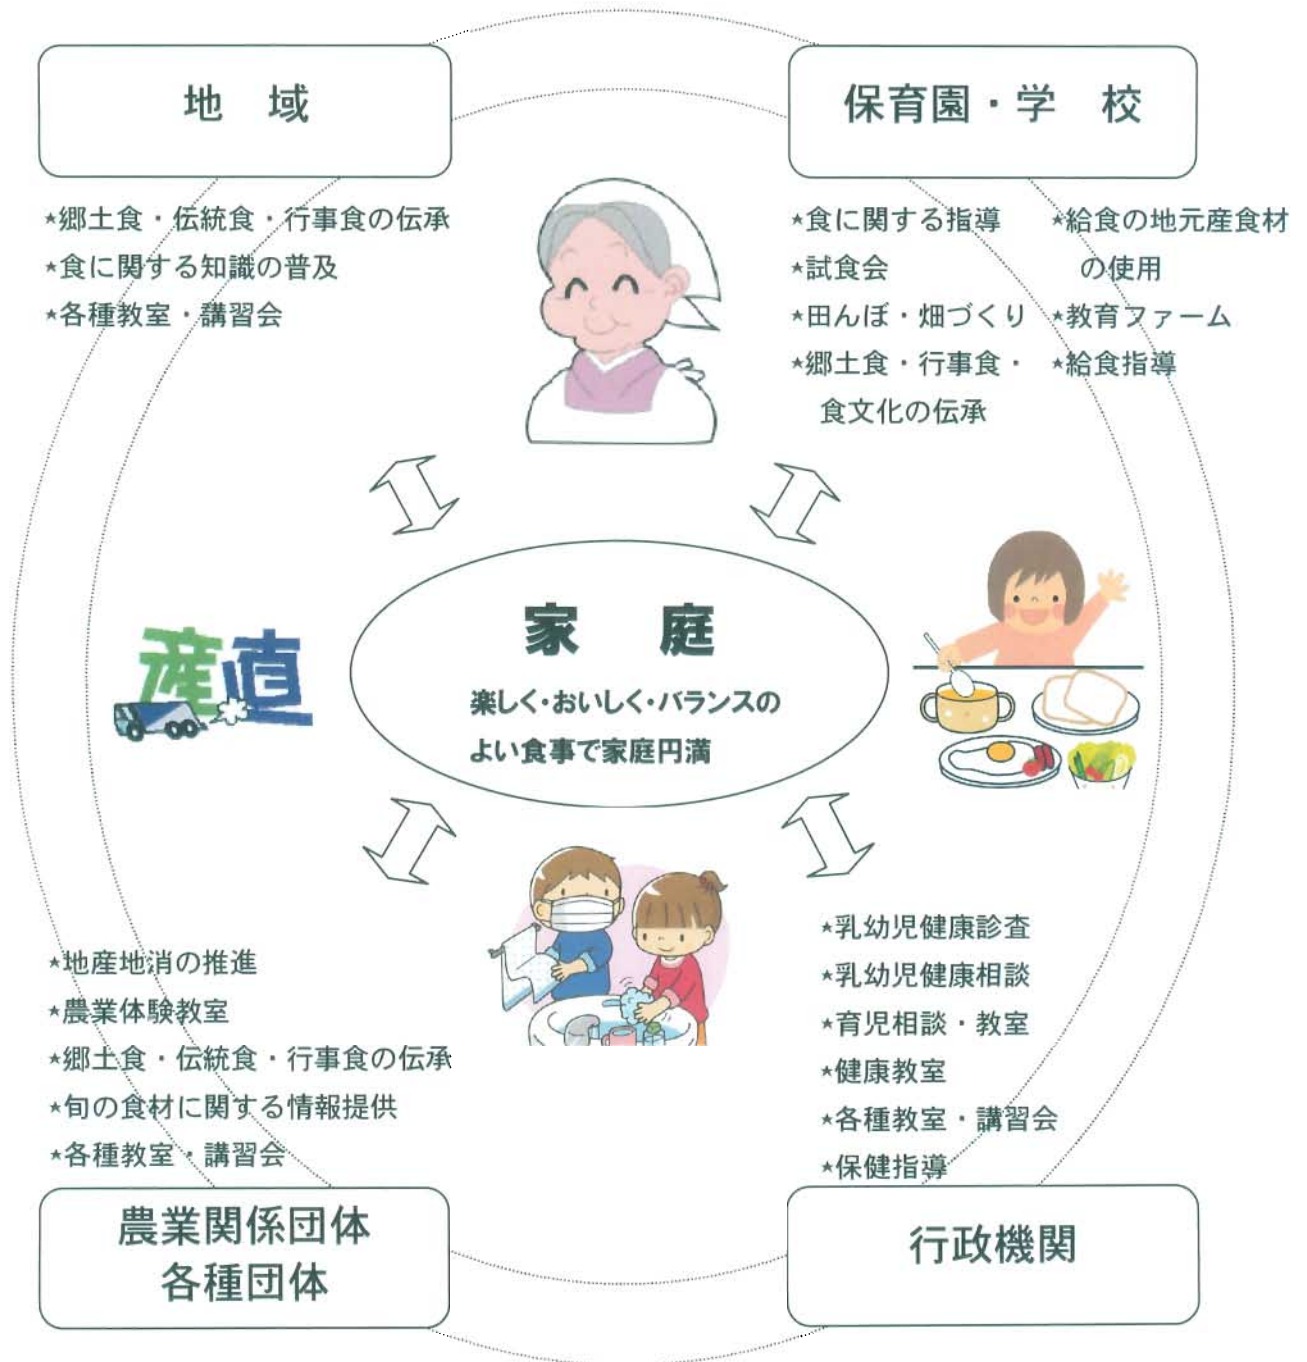 地　域
★郷土食・伝統食・行事食の伝承
★食に関する知識の普及
★各種教室・講習会
保育園・学　校
★食に関する指導
★試食会
★田んぼ・畑づくり
★郷土食・行事食・
食文化の伝承
★給食の地元産食材
の使用
★教育ファーム
★給食指導
産直
家　庭
楽しく・おいしく・バランスの
よい食事で家庭円満
★地産地消の推進
★農業体験教室
★郷土食・伝統食・行事食の伝承
★旬の食材に関する情報提供
★各種教室・講習会
農業関係団体
各種団体
★乳幼児健康診査
★乳幼児健康相談
★育児相談・教室
★健康教室
★各種教室・講習会
★保健指導
行政機関